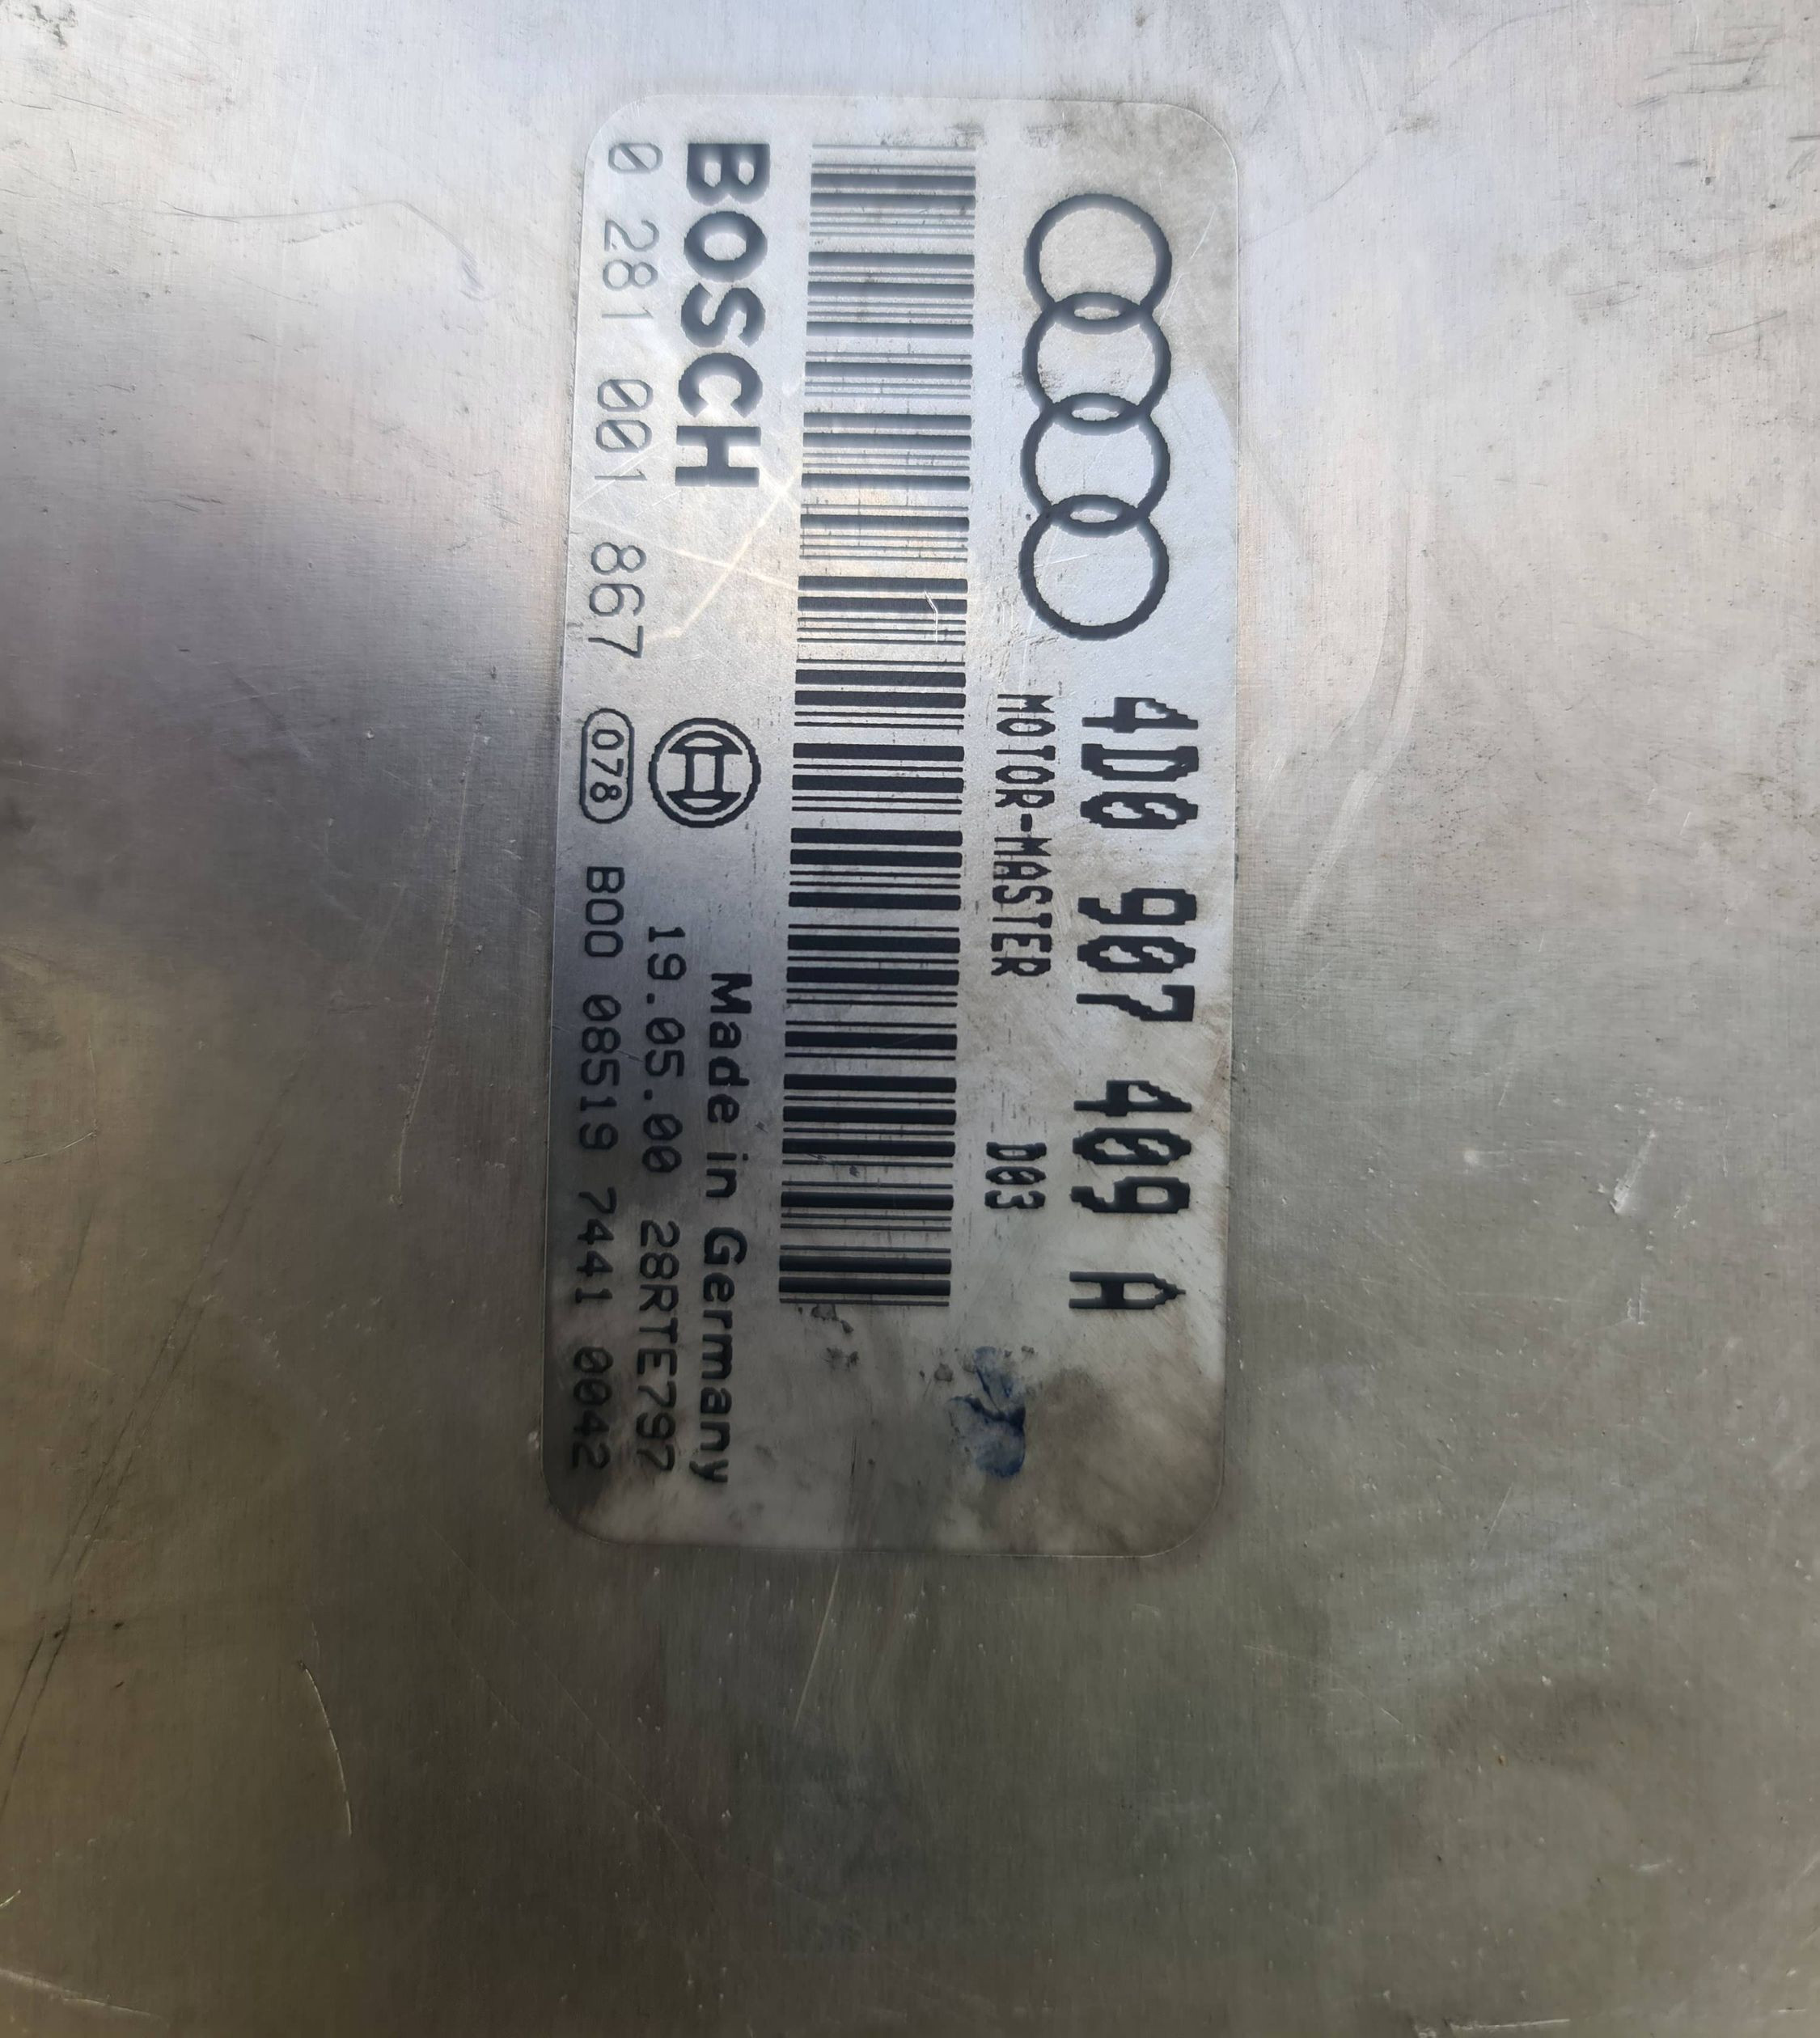 4D0 907 409 A
MOTOR-MASTER D03
BOSCH Made in Germany
19.05.00 28RTE797
0 281 001 867 078 B00 08519 7441 0042